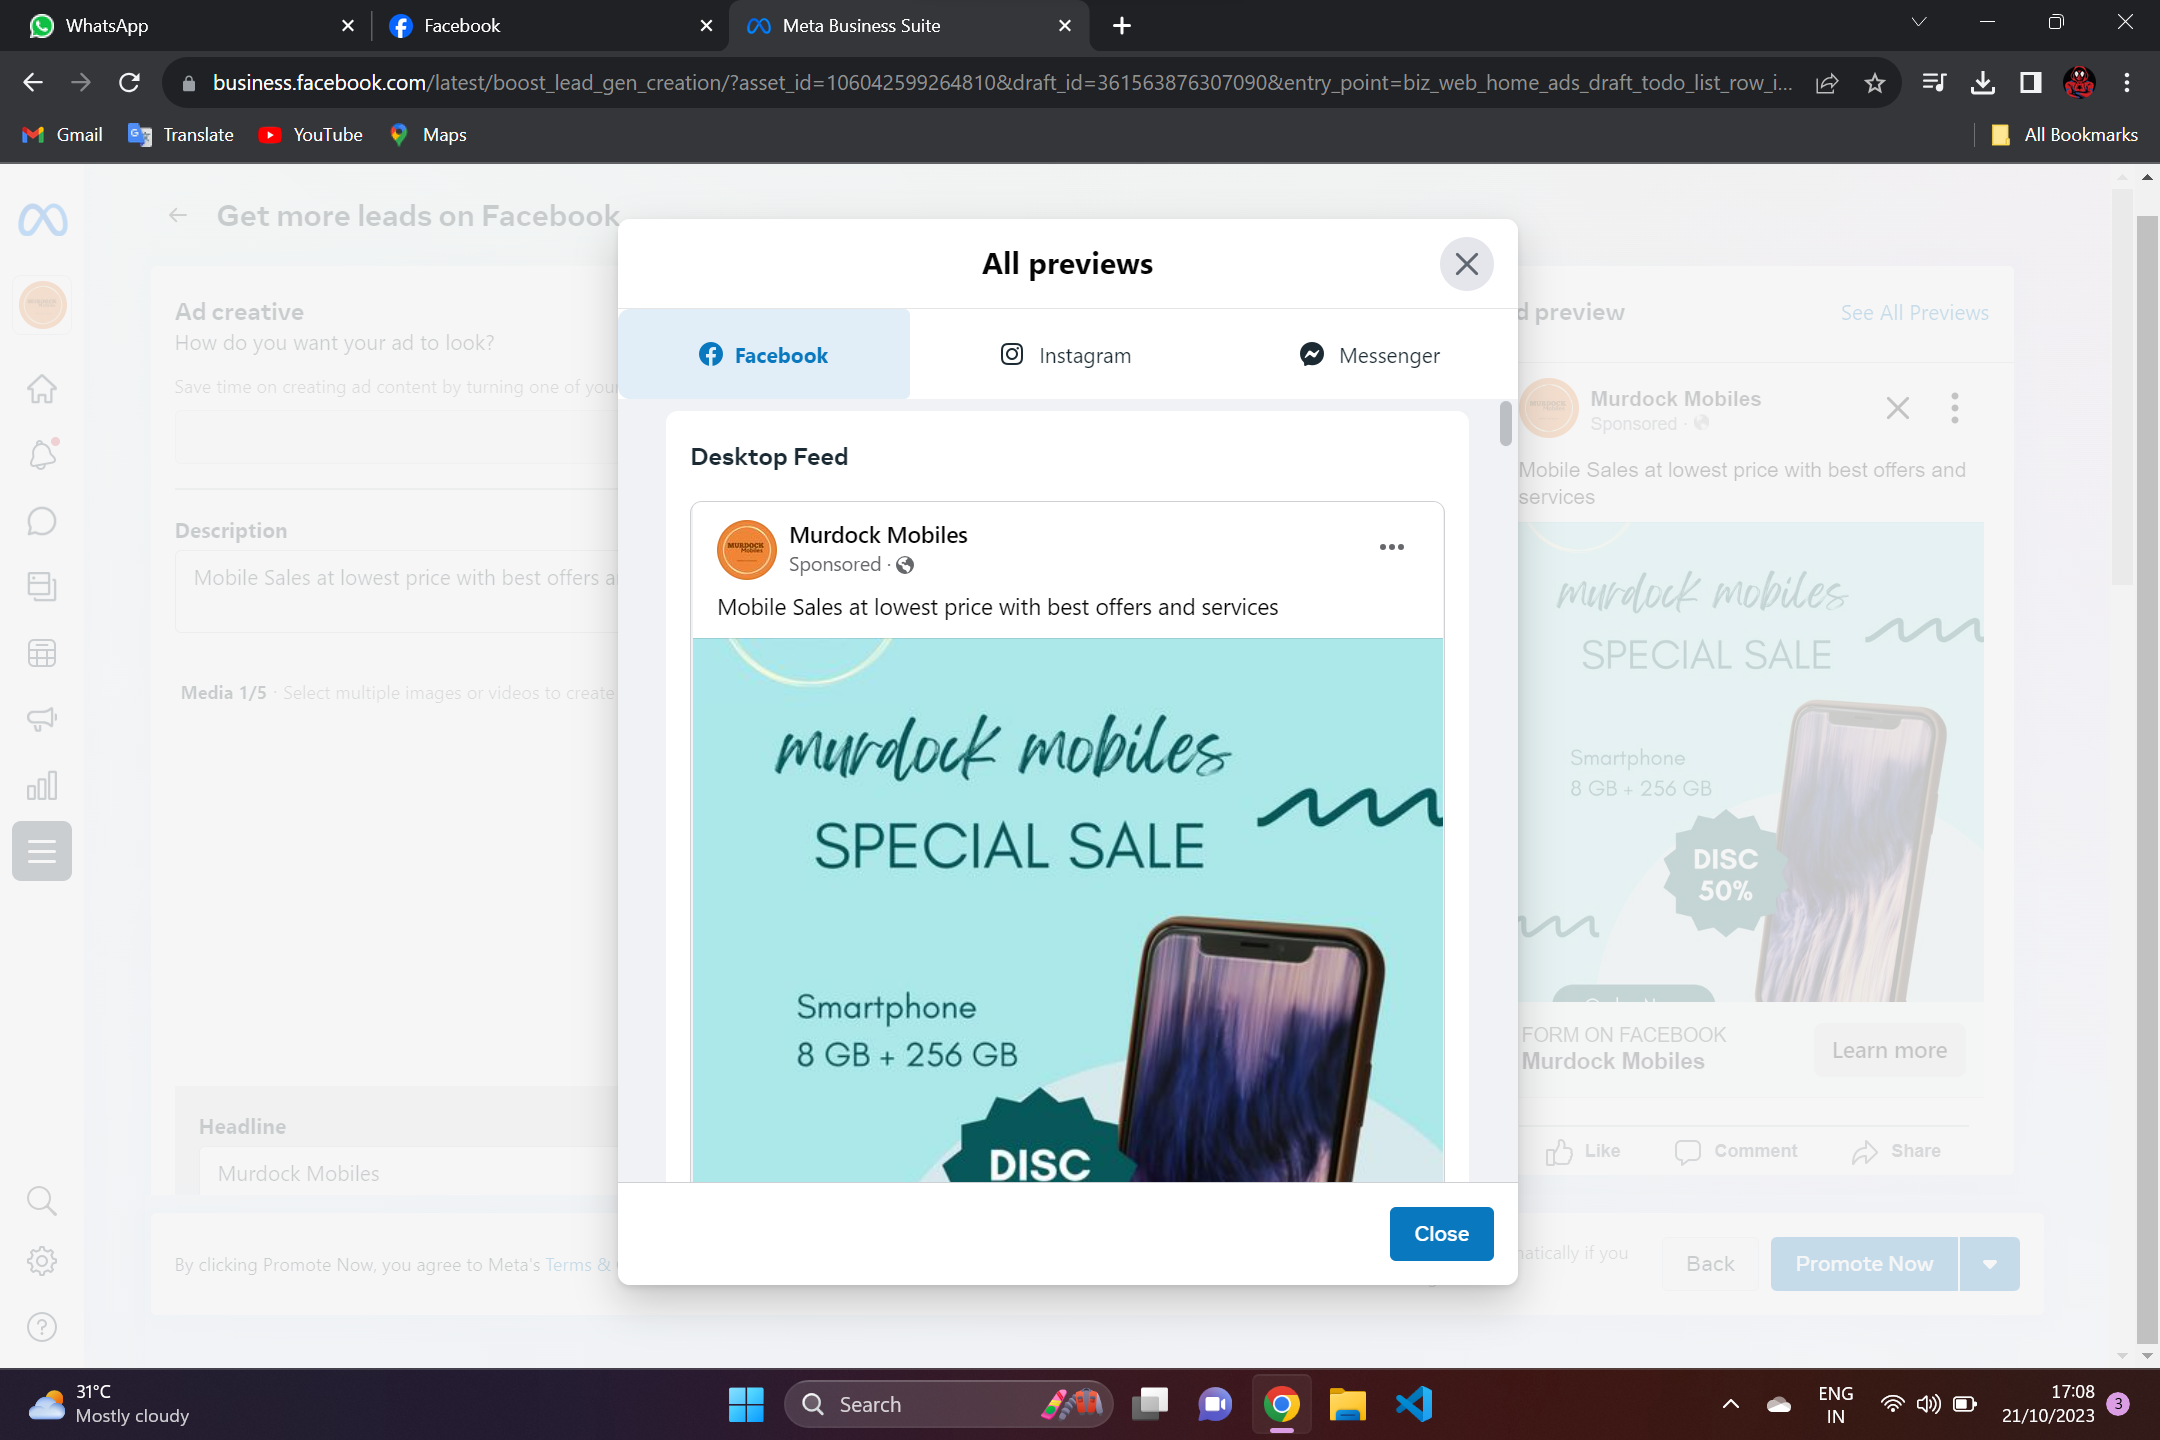 WhatsApp
Facebook
Meta Business Suite
business.facebook.com/latest/boost_lead_gen_creation/?asset_id=106042599264810&draft_id=361563876307090&entry_point=biz_web_home_ads_draft_todo_list_row_i...
Gmail
Translate
YouTube
Maps
All Bookmarks
Get more leads on Facebook
Ad creative
How do you want your ad to look?
Save time on creating ad content by turning one of your
Description
Mobile Sales at lowest price with best offers a
Media 1/5 · Select multiple images or videos to create
Headline
Murdock Mobiles
By clicking Promote Now, you agree to Meta's Terms &
All previews
Facebook
Instagram
Messenger
Desktop Feed
MURDOCK
Mobiles
Murdock Mobiles
Sponsored ·
Mobile Sales at lowest price with best offers and services
murdock mobiles
SPECIAL SALE
Smartphone
8 GB + 256 GB
DISC
Close
d preview
See All Previews
Murdock Mobiles
Sponsored ·
Mobile Sales at lowest price with best offers and
services
murdock mobiles
SPECIAL SALE
Smartphone
8 GB + 256 GB
DISC
50%
FORM ON FACEBOOK
Murdock Mobiles
Learn more
Like
Comment
Share
matically if you
Back
Promote Now
31°C
Mostly cloudy
Search
ENG
IN
17:08
21/10/2023
3